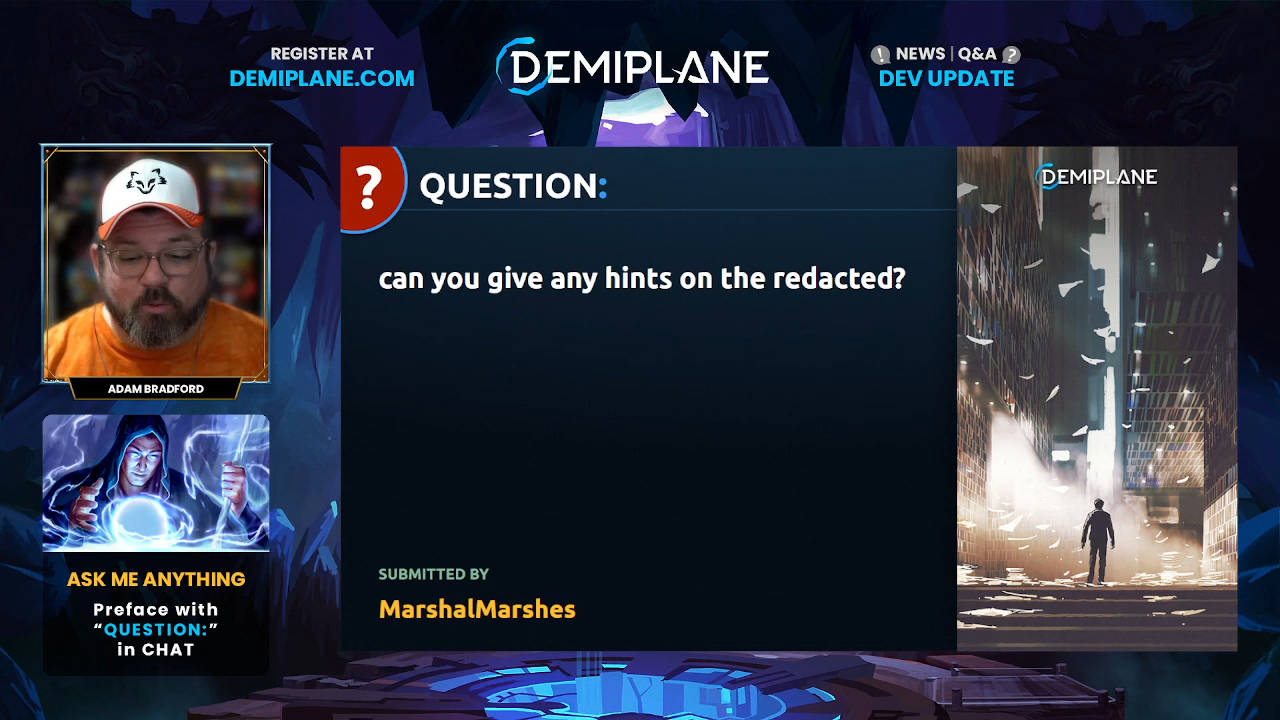 REGISTER AT
DEMIPLANE.COM
DEMIPLANE
! NEWS | Q&A ?
DEV UPDATE
ADAM BRADFORD
ASK ME ANYTHING
Preface with
“QUESTION:”
in CHAT
? QUESTION:
can you give any hints on the redacted?
SUBMITTED BY
MarshalMarshes
DEMIPLANE